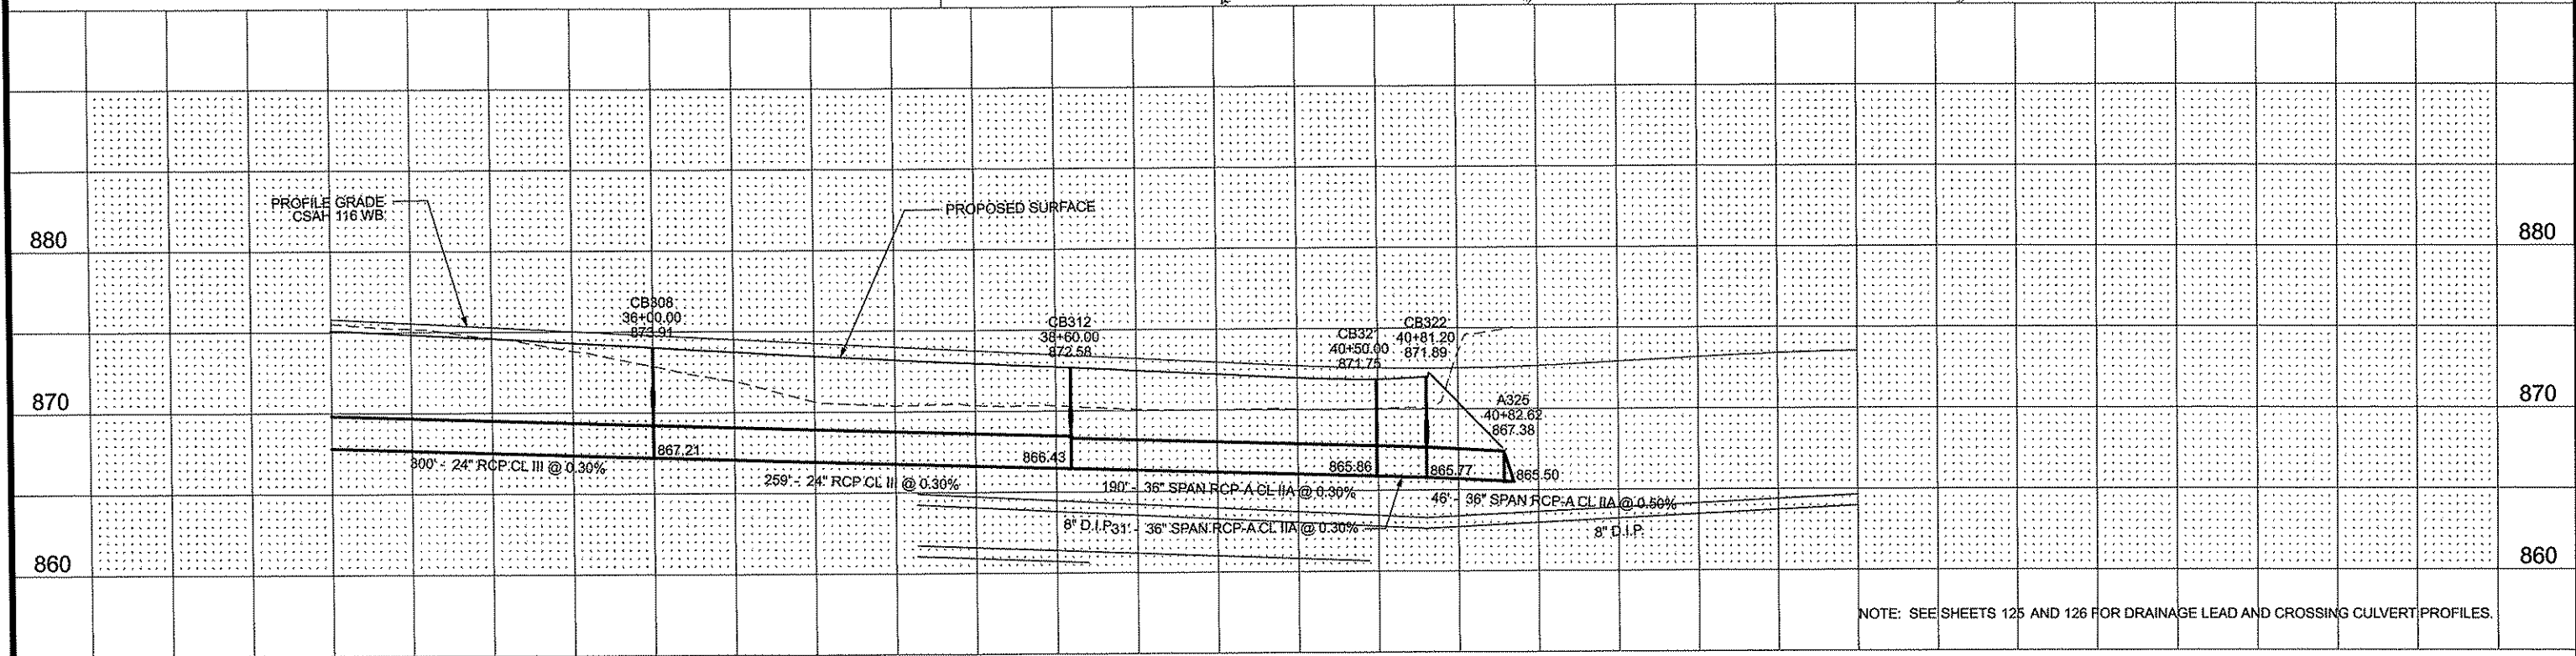 PROFILE GRADE
CSAH 116 WB
PROPOSED SURFACE
880
880
CB308
36+00.00
873.91
CB312
38+60.00
872.58
CB321
40+50.00
871.75
CB322
40+81.20
871.89
A325
40+82.62
867.38
870
870
867.21
866.43
865.86
865.77
865.50
300' - 24" RCP CL III @ 0.30%
259' - 24" RCP CL III @ 0.30%
190' - 36" SPAN RCP-A CL IIA @ 0.30%
46' - 36" SPAN RCP-A CL IIA @ 0.50%
8" D.I.P.
31' - 36" SPAN RCP-A CL IIA @ 0.30%
8" D.I.P.
860
860
NOTE: SEE SHEETS 125 AND 126 FOR DRAINAGE LEAD AND CROSSING CULVERT PROFILES.